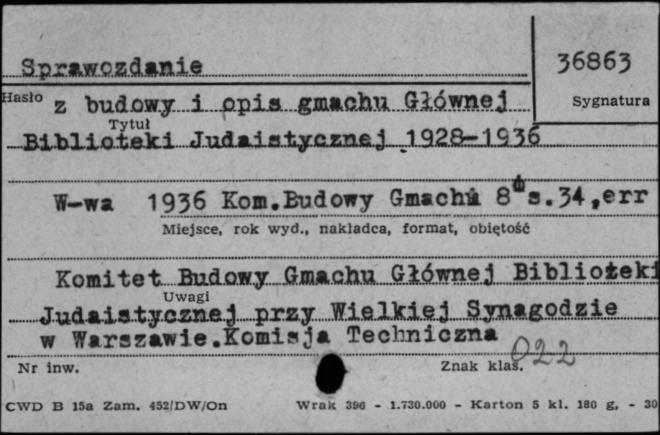 Sprawozdanie
36863
Hasło
Sygnatura
z budowy i opis gmachu Głównej
Tytuł
Biblioteki Judaistycznej 1928-1936
W-wa 1936 Kom.Budowy Gmachu 8° s.34,err
Miejsce, rok wyd., nakładca, format, objętość
Komitet Budowy Gmachu Głównej Biblioteki
Uwagi
Judaistycznej przy Wielkiej Synagodzie
w Warszawie.Komisja Techniczna
Nr inw.
Znak klas. 022
CWD B 15a Zam. 452/DW/On Wrak 396 - 1.730.000 - Karton 5 kl. 180 g, - 30